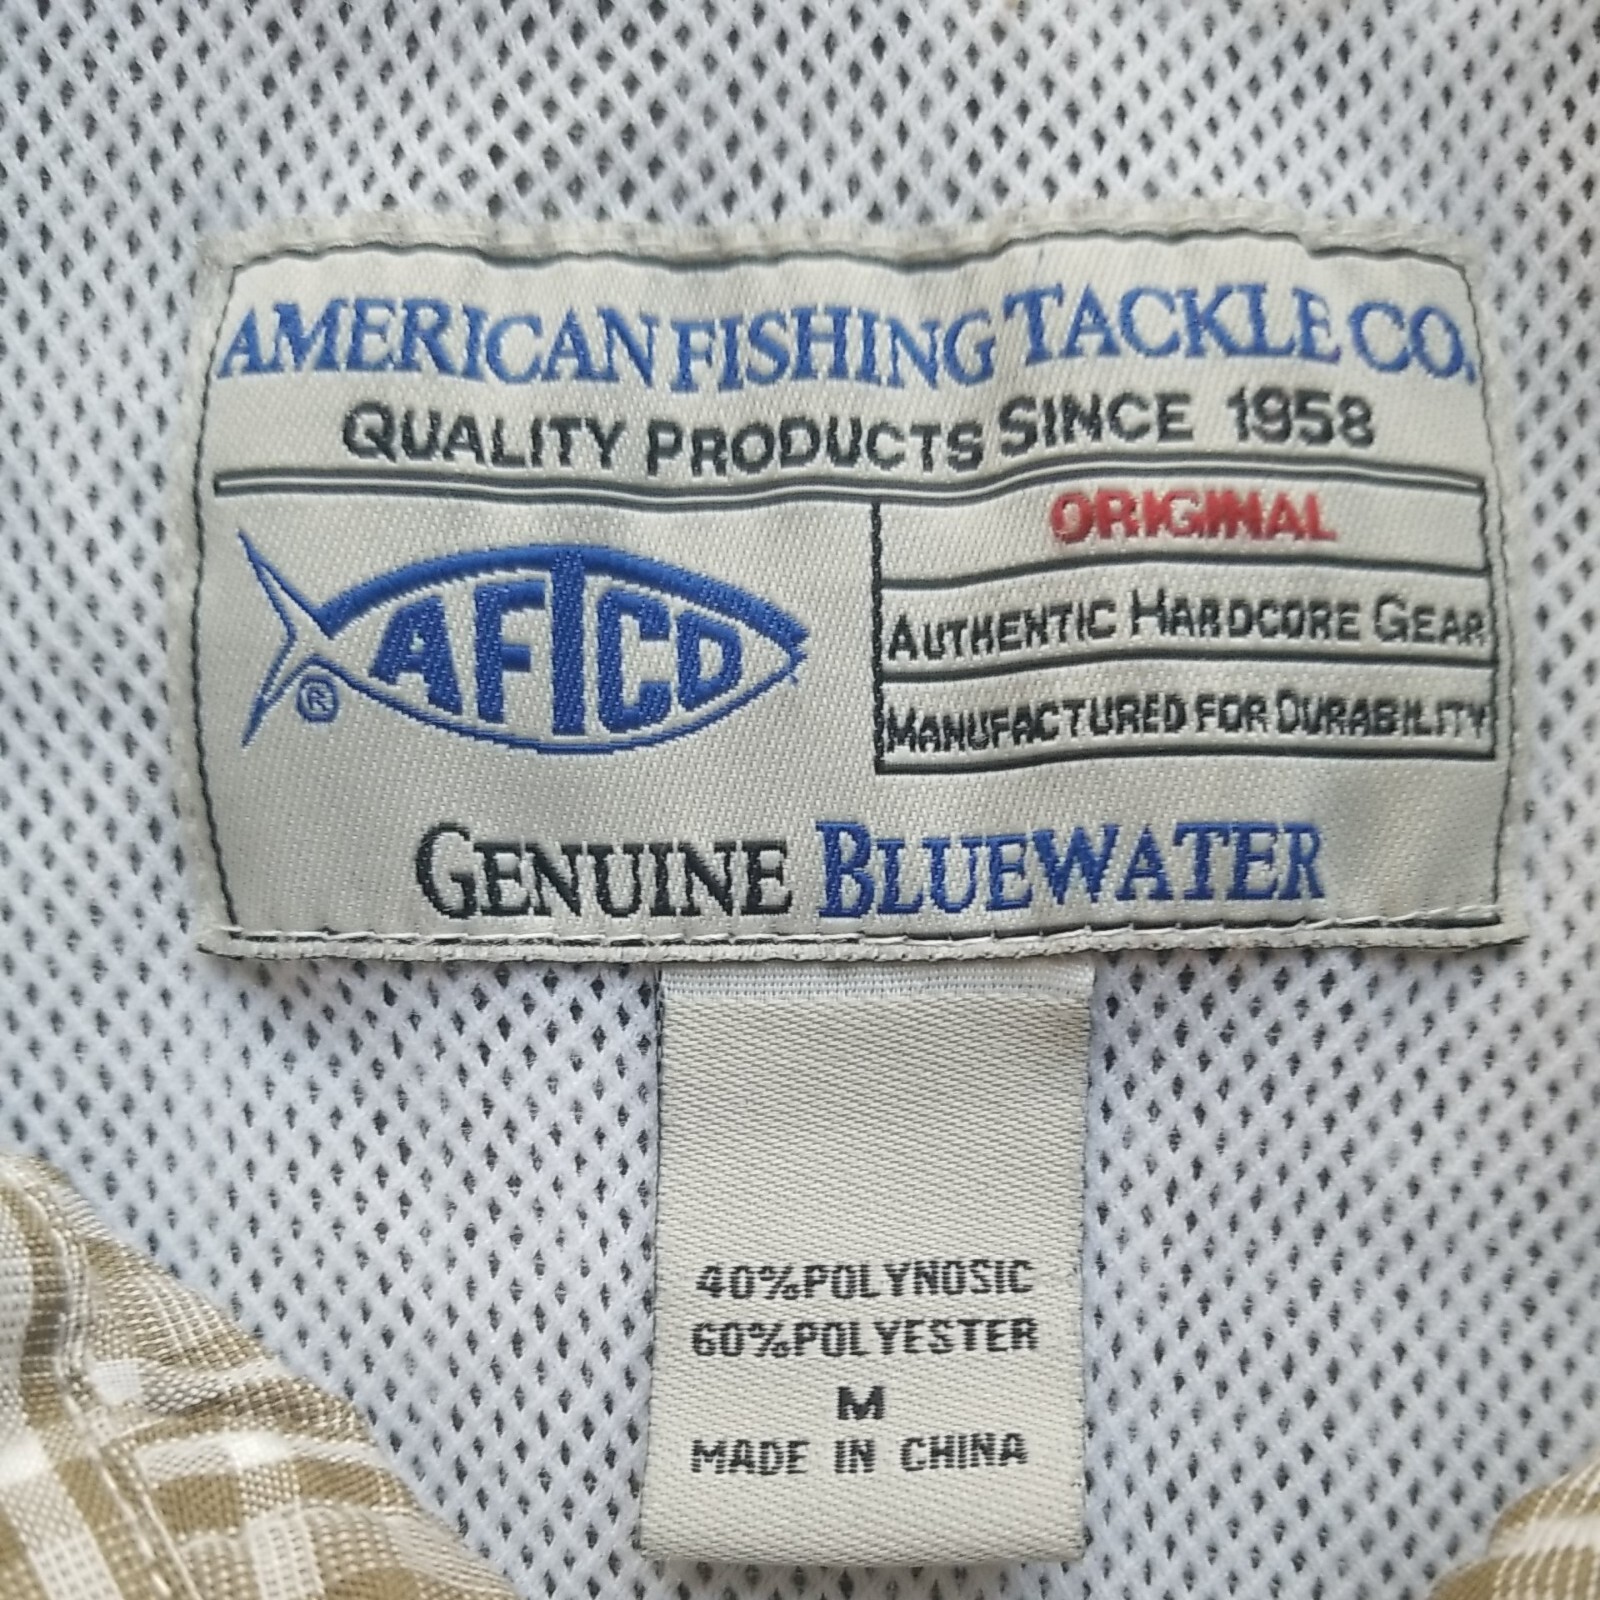 AMERICAN FISHING TACKLE CO.
QUALITY PRODUCTS SINCE 1958
AFTCO
®
ORIGINAL
AUTHENTIC HARDCORE GEAR
MANUFACTURED FOR DURABILITY
GENUINE BLUEWATER
40%POLYNOSIC
60%POLYESTER
M
MADE IN CHINA